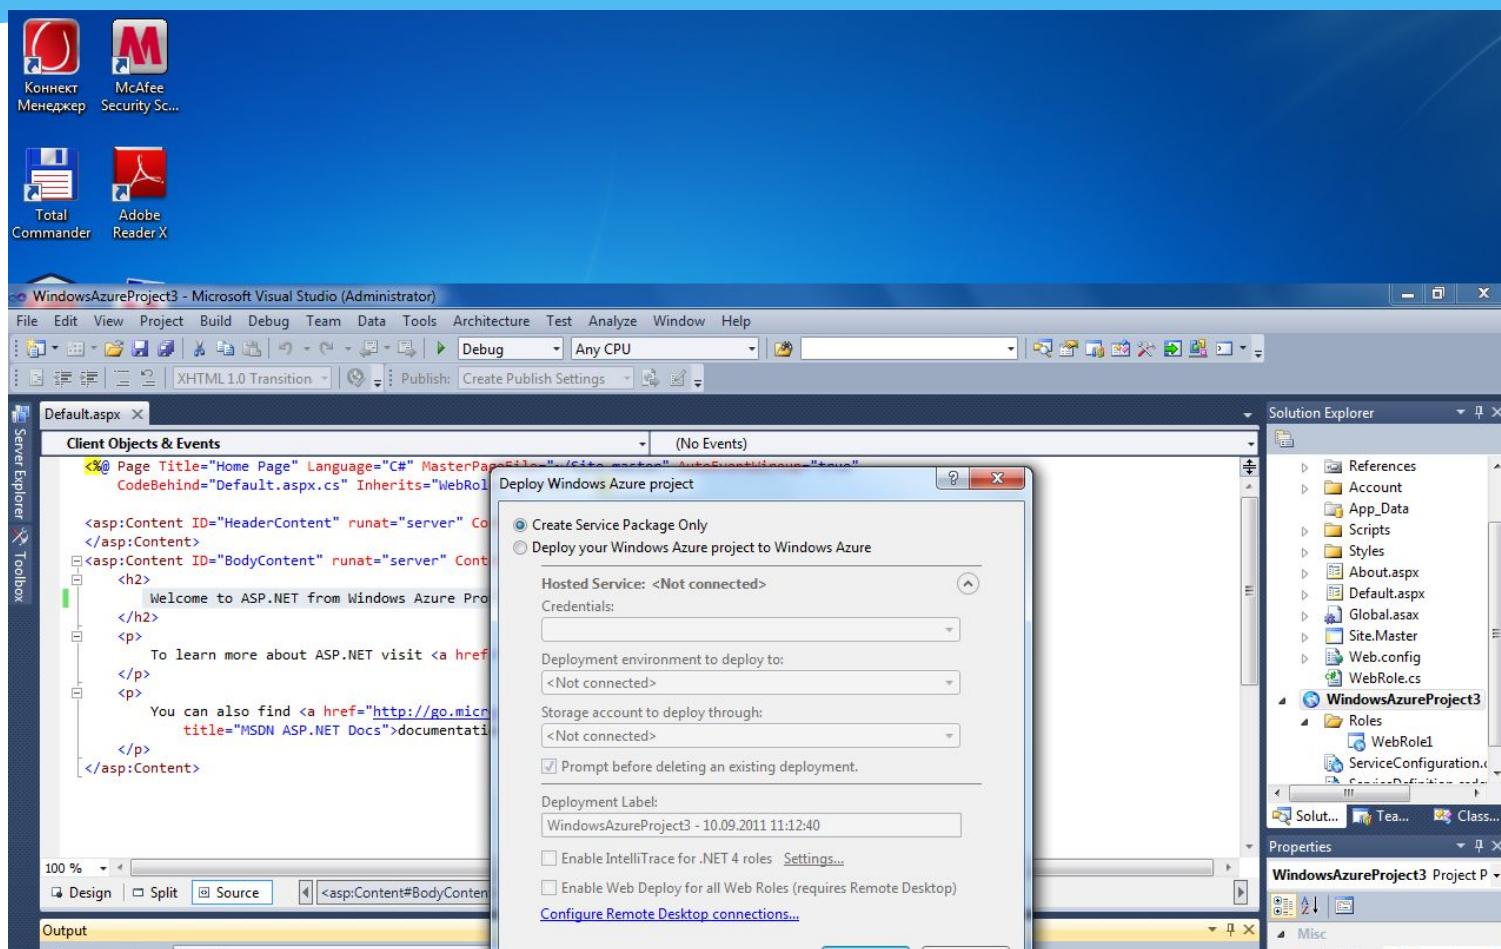 Коннект
Менеджер
McAfee
Security Sc...
Total
Commander
Adobe
Reader X
WindowsAzureProject3 - Microsoft Visual Studio (Administrator)
File Edit View Project Build Debug Team Data Tools Architecture Test Analyze Window Help
Debug Any CPU
XHTML 1.0 Transition Publish: Create Publish Settings
Server Explorer
Toolbox
Default.aspx
Client Objects & Events (No Events)
<%@ Page Title="Home Page" Language="C#" MasterPageFile="~/Site.master" AutoEventWireup="true"
CodeBehind="Default.aspx.cs" Inherits="WebRol
<asp:Content ID="HeaderContent" runat="server" Co
</asp:Content>
<asp:Content ID="BodyContent" runat="server" Cont
<h2>
Welcome to ASP.NET from Windows Azure Pro
</h2>
<p>
To learn more about ASP.NET visit <a href
</p>
<p>
You can also find <a href="http://go.micr
title="MSDN ASP.NET Docs">documentati
</p>
</asp:Content>
100 %
Design Split Source <asp:Content#BodyConten
Output
Deploy Windows Azure project
Create Service Package Only
Deploy your Windows Azure project to Windows Azure
Hosted Service: <Not connected>
Credentials:
Deployment environment to deploy to:
<Not connected>
Storage account to deploy through:
<Not connected>
Prompt before deleting an existing deployment.
Deployment Label:
WindowsAzureProject3 - 10.09.2011 11:12:40
Enable IntelliTrace for .NET 4 roles Settings...
Enable Web Deploy for all Web Roles (requires Remote Desktop)
Configure Remote Desktop connections...
Solution Explorer
References
Account
App_Data
Scripts
Styles
About.aspx
Default.aspx
Global.asax
Site.Master
Web.config
WebRole.cs
WindowsAzureProject3
Roles
WebRole1
ServiceConfiguration.c
Solut... Tea... Class...
Properties
WindowsAzureProject3 Project P
Misc